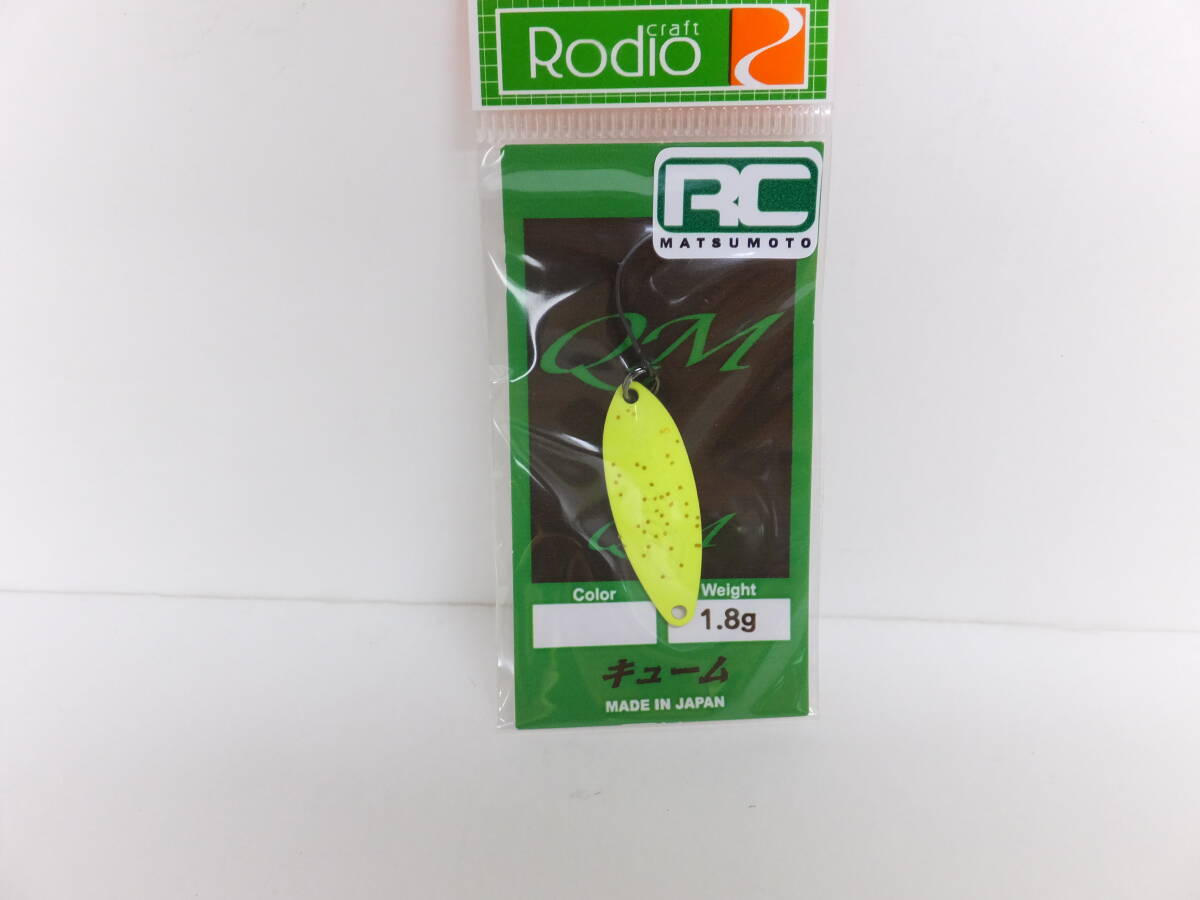 Rodio craft
RC
MATSUMOTO
QM
Color
Weight
1.8g
キューム
MADE IN JAPAN